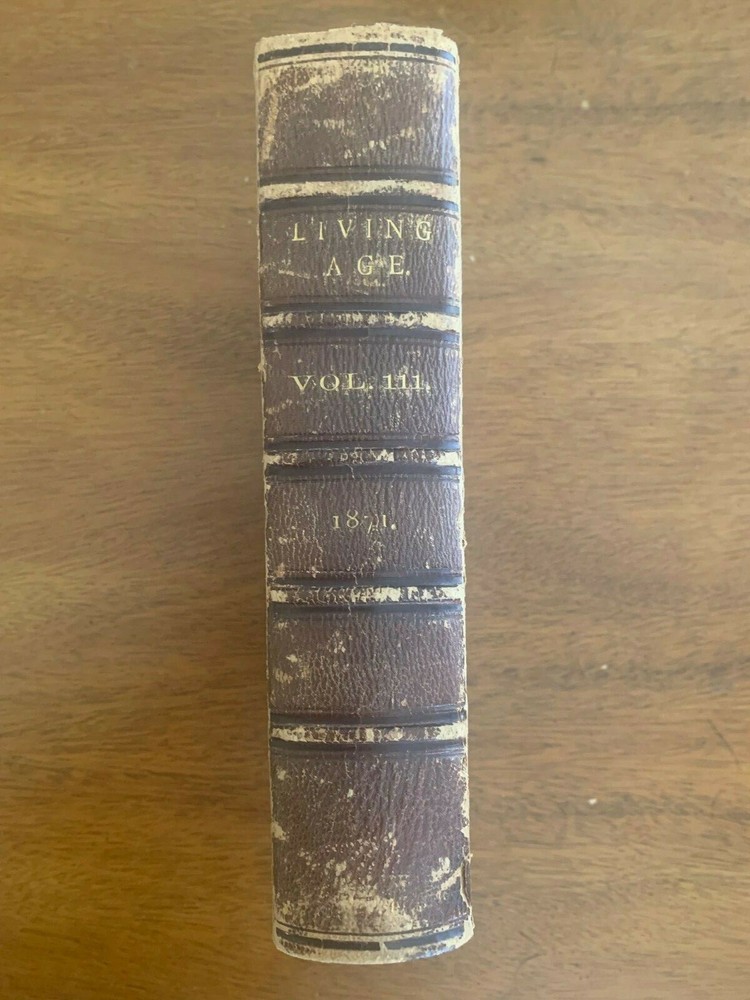 LIVING
AGE.
VOL. 111.
1871.